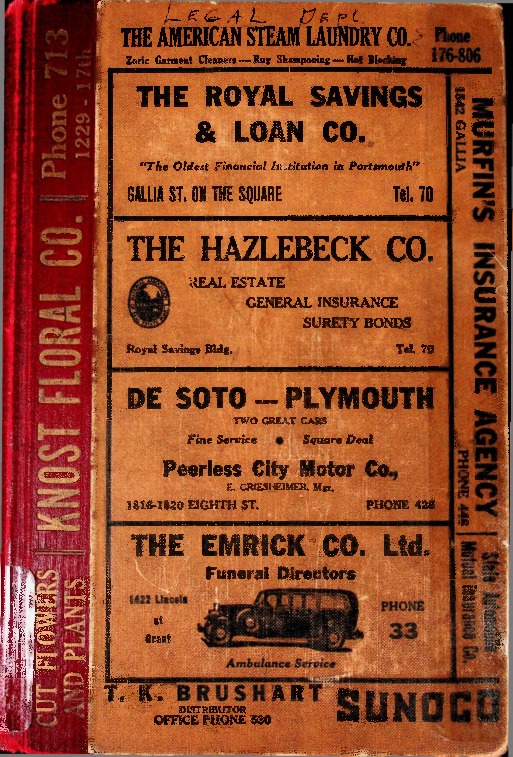 LEGAL DEPT.
THE AMERICAN STEAM LAUNDRY CO.
Zoric Garment Cleaners — Rug Shampooing — Hat Blocking
Phone
176-806
THE ROYAL SAVINGS
& LOAN CO.
"The Oldest Financial Institution in Portsmouth"
GALLIA ST. ON THE SQUARE Tel. 70
THE HAZLEBECK CO.
REAL ESTATE
GENERAL INSURANCE
SURETY BONDS
Royal Savings Bldg. Tel. 70
DE SOTO — PLYMOUTH
TWO GREAT CARS
Fine Service • Square Deal
Peerless City Motor Co.,
E. GRIESHEIMER, Mgr.
1816-1820 EIGHTH ST. PHONE 428
THE EMRICK CO. Ltd.
Funeral Directors
1422 Lincoln
at
Grant
PHONE
33
Ambulance Service
T. K. BRUSHART
DISTRIBUTOR
OFFICE PHONE 530
SUNOCO
MURFIN'S INSURANCE AGENCY
1542 GALLIA
PHONE 446
State Automobile
Mutual Insurance Co.
CUT FLOWERS
AND PLANTS
KNOST FLORAL CO.
Phone 713
1229 - 17th